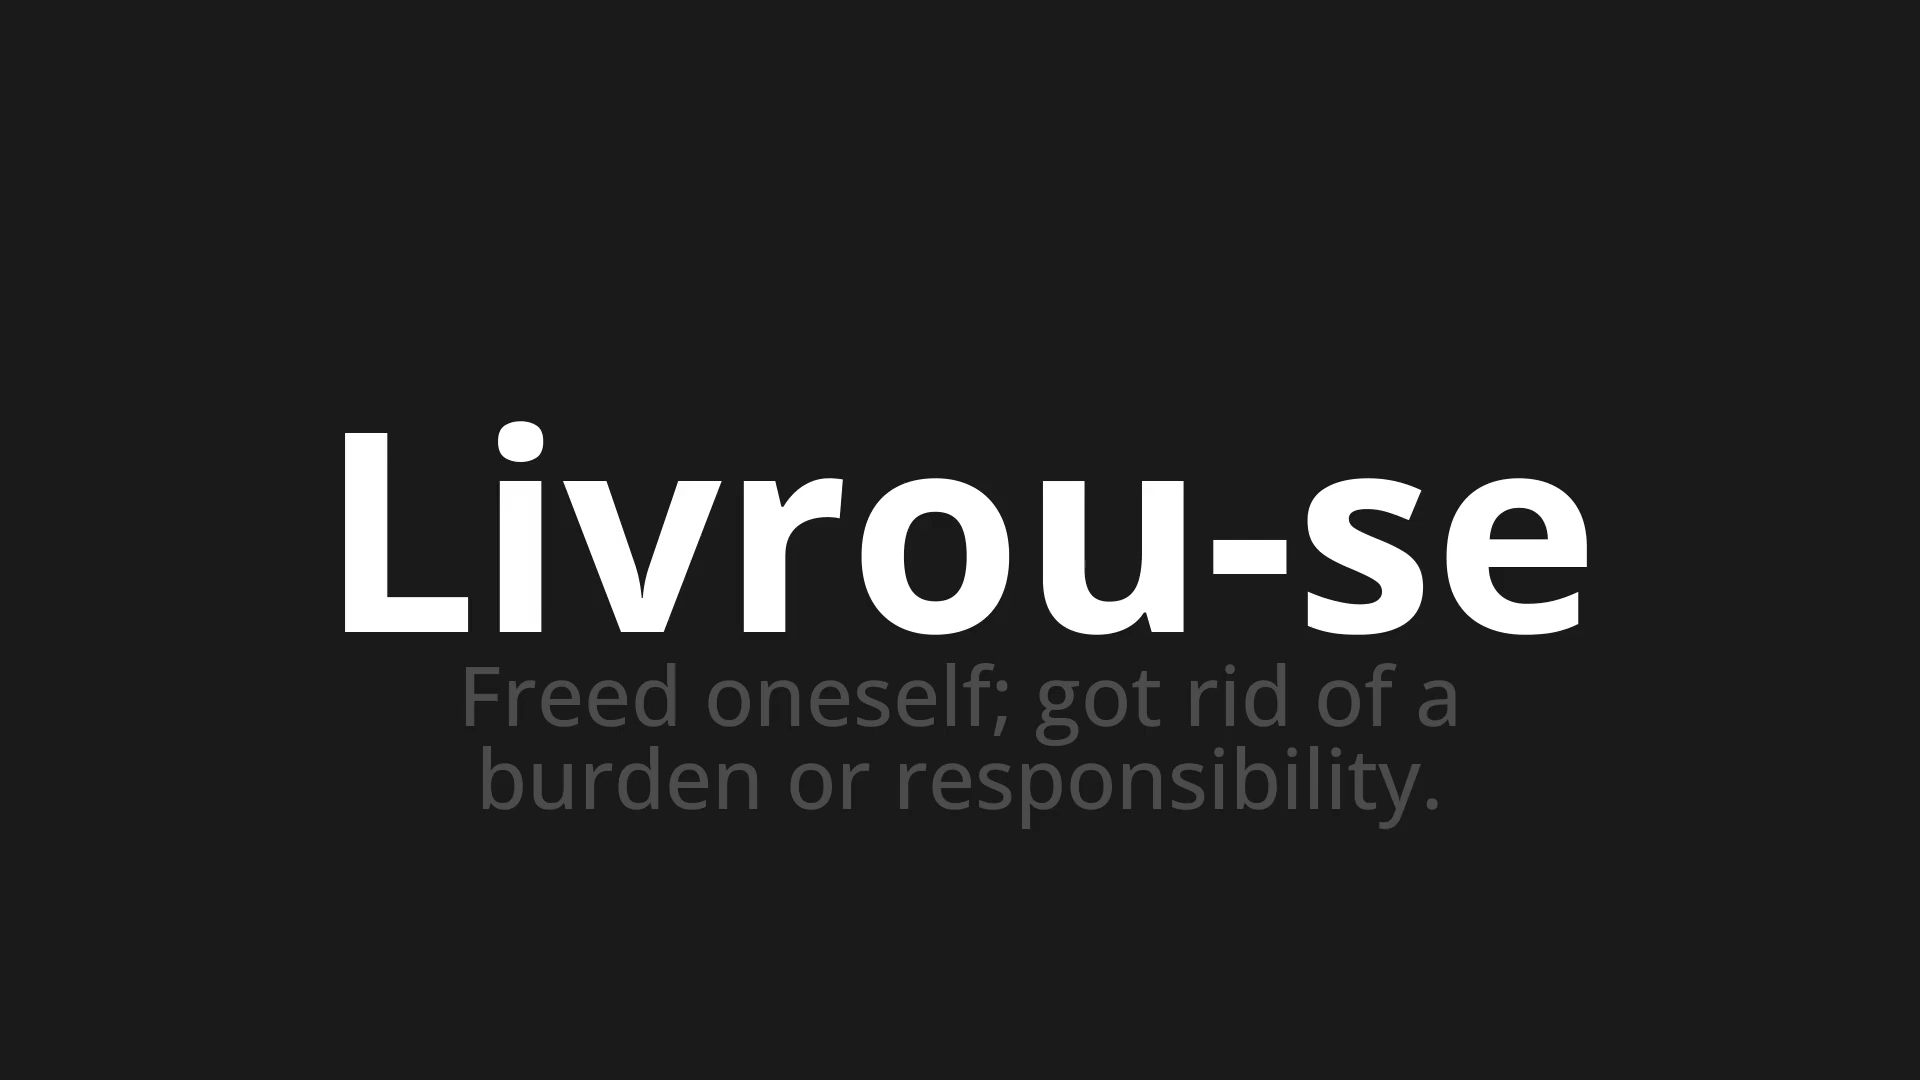 Livrou-se
Freed oneself; got rid of a
burden or responsibility.